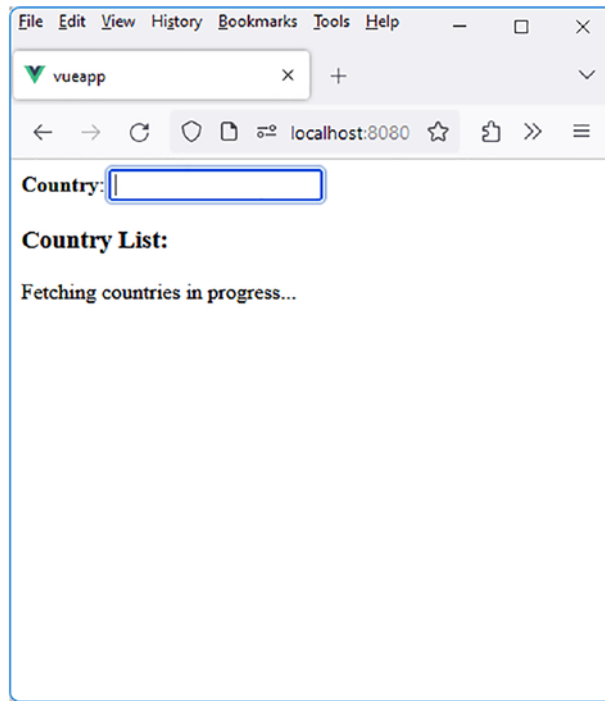 File Edit View History Bookmarks Tools Help
vueapp
localhost:8080
Country:
Country List:
Fetching countries in progress...